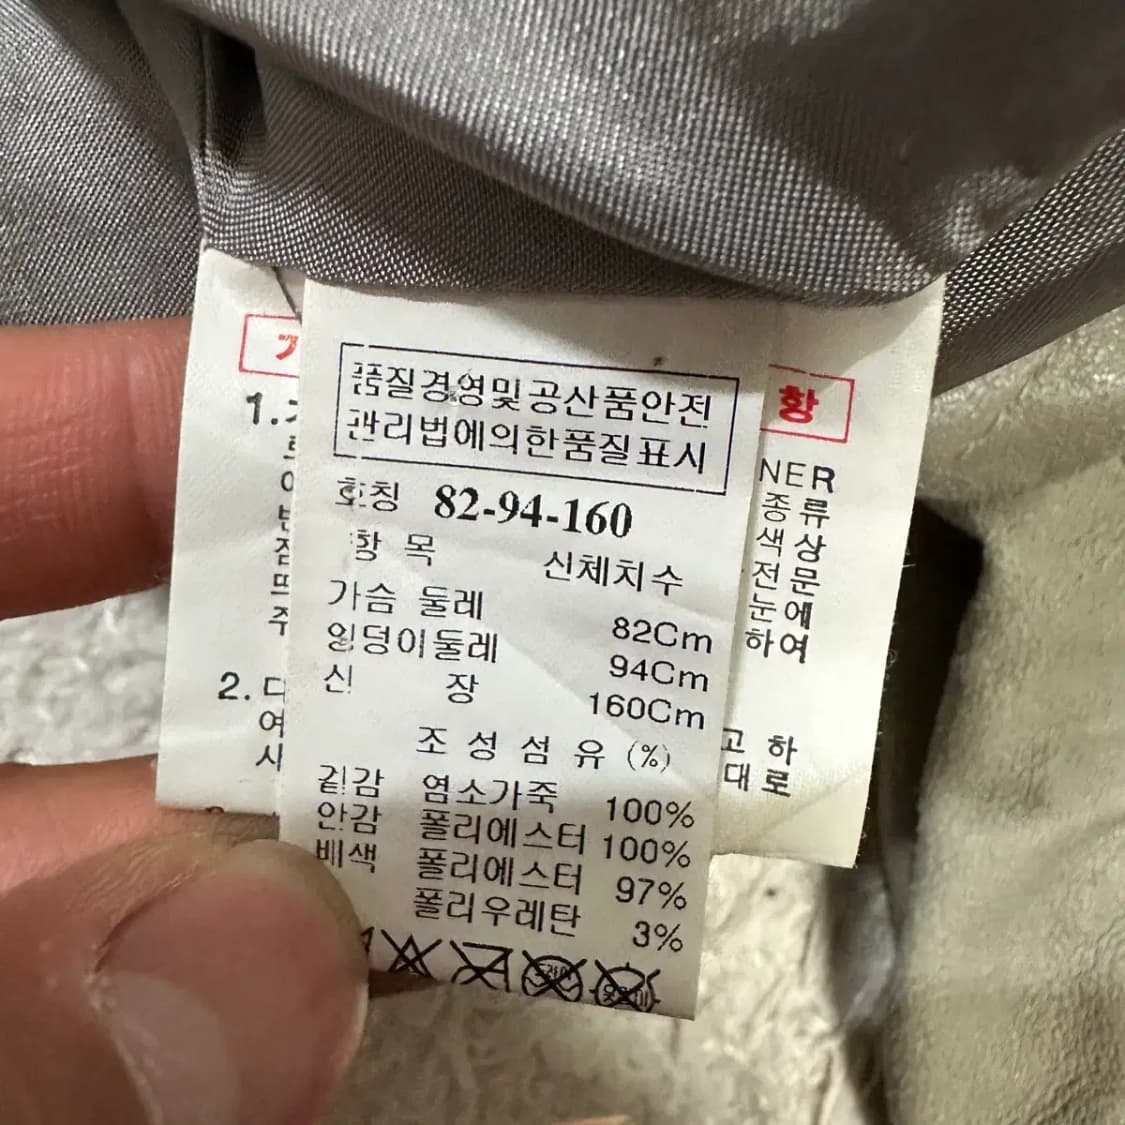 품질경영및공산품안전
관리법에의한품질표시
호칭 82-94-160
항 목 신체치수
가슴 둘레 82Cm
엉덩이둘레 94Cm
신 장 160Cm
조 성 섬 유 (%)
겉감 염소가죽 100%
안감 폴리에스터 100%
배색 폴리에스터 97%
폴리우레탄 3%
항
1.
NER
종류
색상
전문
눈에
주 하여
2. 다
여 고 하
시 대로